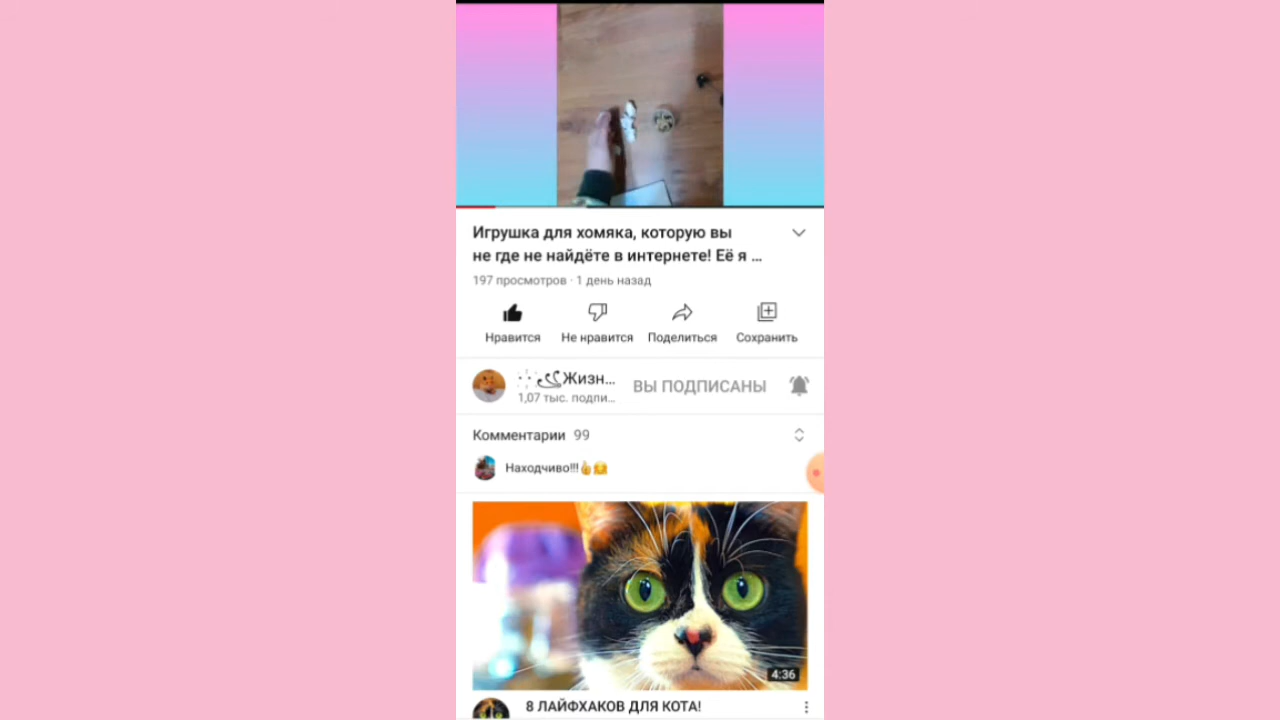 Игрушка для хомяка, которую вы
не где не найдёте в интернете! Её я ...
197 просмотров · 1 день назад
Нравится Не нравится Поделиться Сохранить
Жизн...
ВЫ ПОДПИСАНЫ
1,07 тыс. подпи...
Комментарии 99
Находчиво!!!👍🤗
4:36
8 ЛАЙФХАКОВ ДЛЯ КОТА!